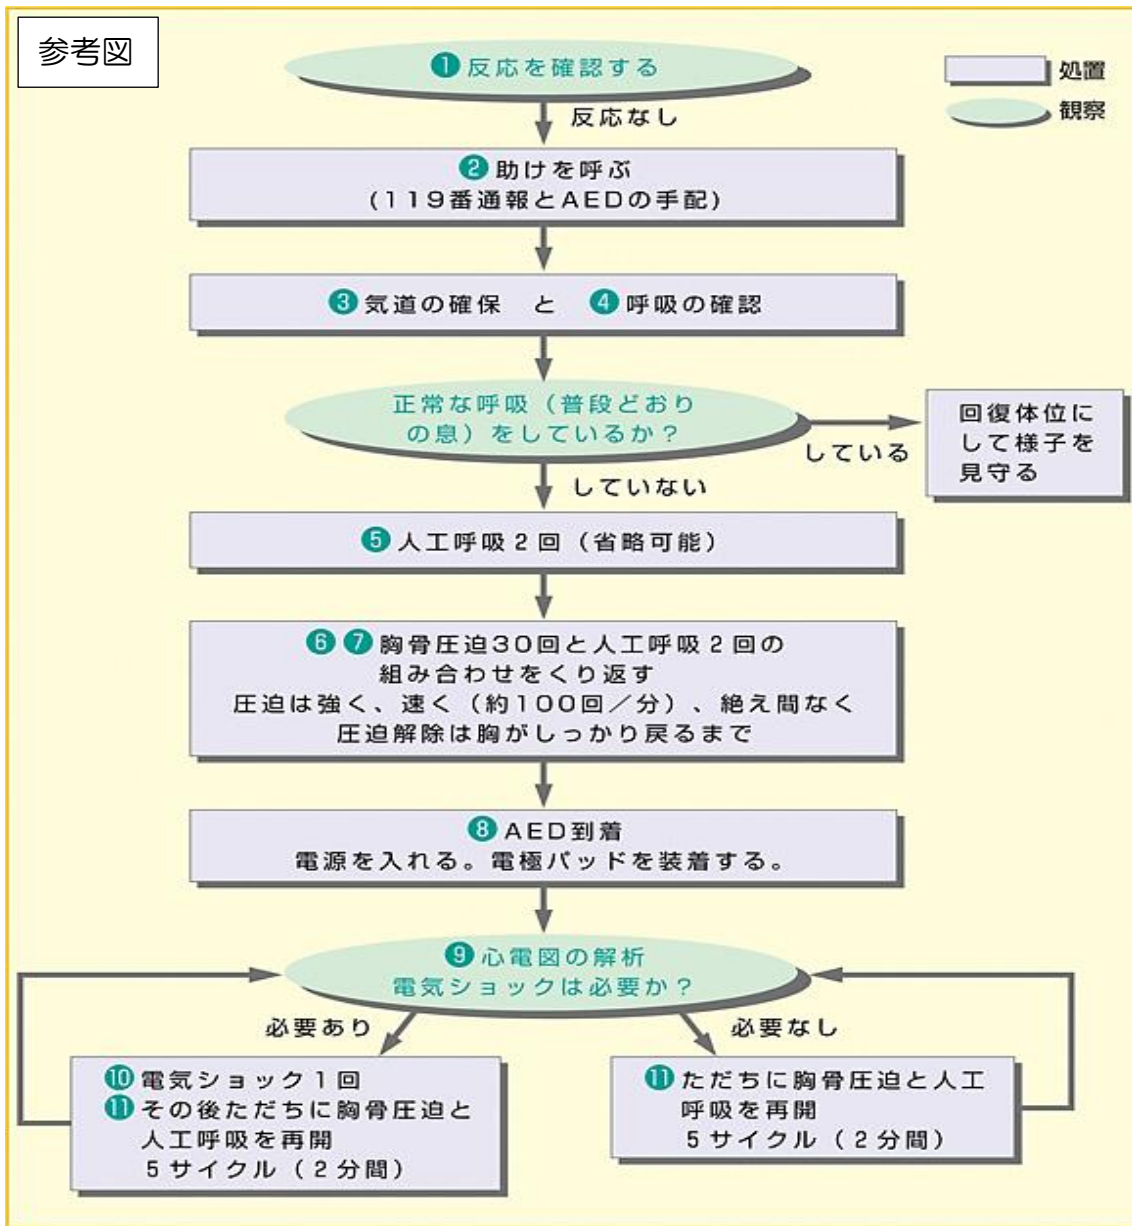 参考図
❶反応を確認する
処置
観察
反応なし
❷助けを呼ぶ
(119番通報とAEDの手配)
❸気道の確保 と ❹呼吸の確認
正常な呼吸（普段どおり
の息）をしているか？
している
回復体位に
して様子を
見守る
していない
❺人工呼吸２回（省略可能）
❻❼胸骨圧迫30回と人工呼吸２回の
組み合わせをくり返す
圧迫は強く、速く（約100回／分）、絶え間なく
圧迫解除は胸がしっかり戻るまで
❽AED到着
電源を入れる。電極パッドを装着する。
❾心電図の解析
電気ショックは必要か？
必要あり
必要なし
❿電気ショック１回
⓫その後ただちに胸骨圧迫と
人工呼吸を再開
５サイクル（２分間）
⓫ただちに胸骨圧迫と人工
呼吸を再開
５サイクル（２分間）